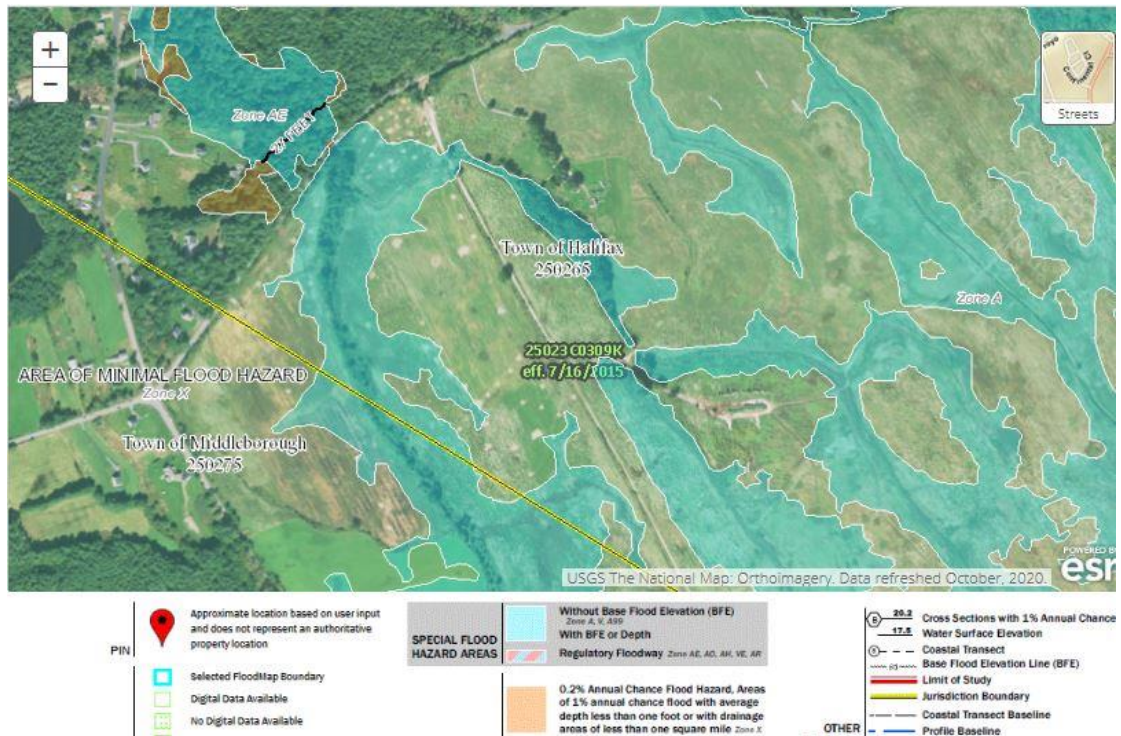 +
−
Streets
Zone AE
Town of Halifax
250265
Zone A
25023C0309K
eff. 7/16/2015
AREA OF MINIMAL FLOOD HAZARD
Zone X
Town of Middleborough
250275
POWERED BY
esri
USGS The National Map: Orthoimagery. Data refreshed October, 2020.
PIN
Approximate location based on user input
and does not represent an authoritative
property location
Selected FloodMap Boundary
Digital Data Available
No Digital Data Available
SPECIAL FLOOD
HAZARD AREAS
Without Base Flood Elevation (BFE)
Zone A, V, A99
With BFE or Depth
Regulatory Floodway Zone AE, AO, AH, VE, AR
0.2% Annual Chance Flood Hazard, Areas
of 1% annual chance flood with average
depth less than one foot or with drainage
areas of less than one square mile Zone X
OTHER
20.2
Cross Sections with 1% Annual Chance
17.5
Water Surface Elevation
Coastal Transect
Base Flood Elevation Line (BFE)
Limit of Study
Jurisdiction Boundary
Coastal Transect Baseline
Profile Baseline